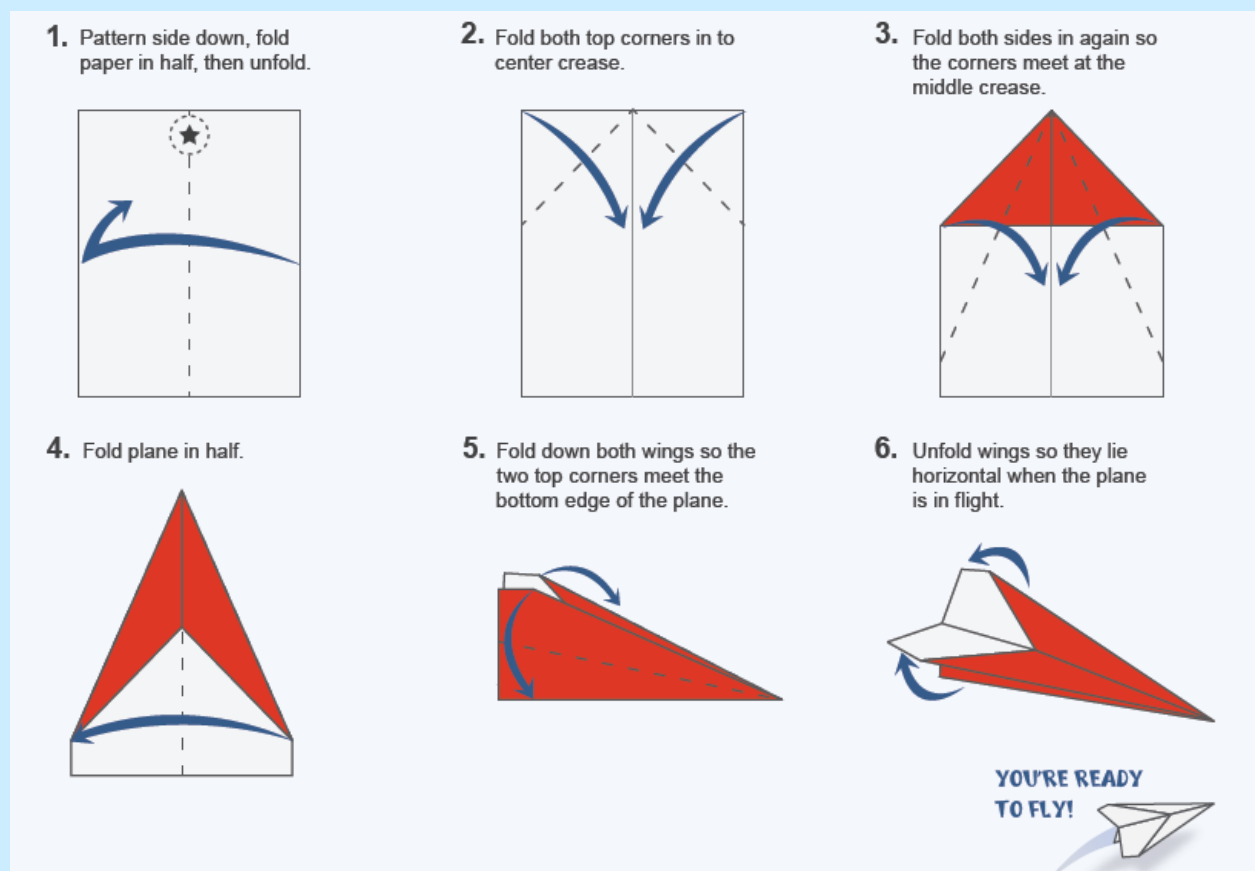 1. Pattern side down, fold
paper in half, then unfold.
2. Fold both top corners in to
center crease.
3. Fold both sides in again so
the corners meet at the
middle crease.
4. Fold plane in half.
5. Fold down both wings so the
two top corners meet the
bottom edge of the plane.
6. Unfold wings so they lie
horizontal when the plane
is in flight.
YOU'RE READY
TO FLY!